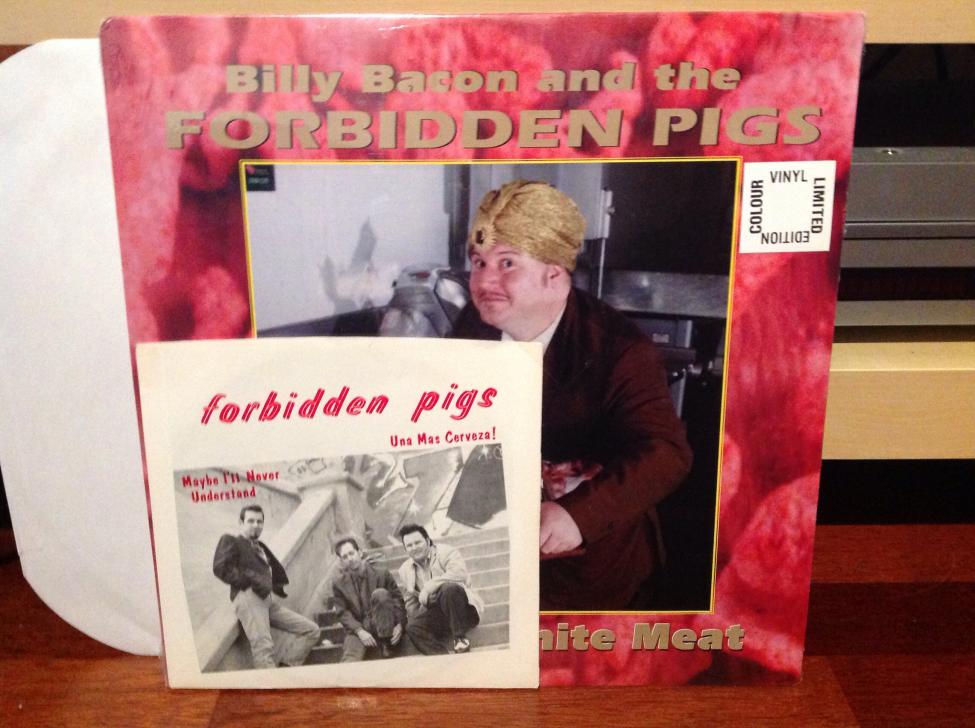 Billy Bacon and the
FORBIDDEN PIGS
VINYL
LIMITED
EDITION
COLOUR
forbidden pigs
Una Mas Cerveza!
Maybe I'll Never
Understand
hite Meat